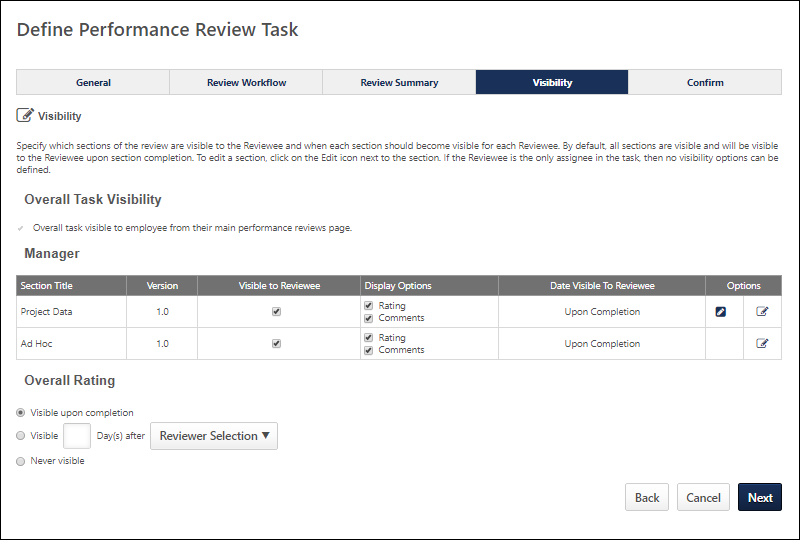 Define Performance Review Task
General Review Workflow Review Summary Visibility Confirm
Visibility
Specify which sections of the review are visible to the Reviewee and when each section should become visible for each Reviewee. By default, all sections are visible and will be visible
to the Reviewee upon section completion. To edit a section, click on the Edit icon next to the section. If the Reviewee is the only assignee in the task, then no visibility options can be
defined.
Overall Task Visibility
Overall task visible to employee from their main performance reviews page.
Manager
Section Title Version Visible to Reviewee Display Options Date Visible To Reviewee Options
Project Data 1.0 Rating Upon Completion
Comments
Ad Hoc 1.0 Rating Upon Completion
Comments
Overall Rating
Visible upon completion
Visible Day(s) after Reviewer Selection
Never visible
Back Cancel Next